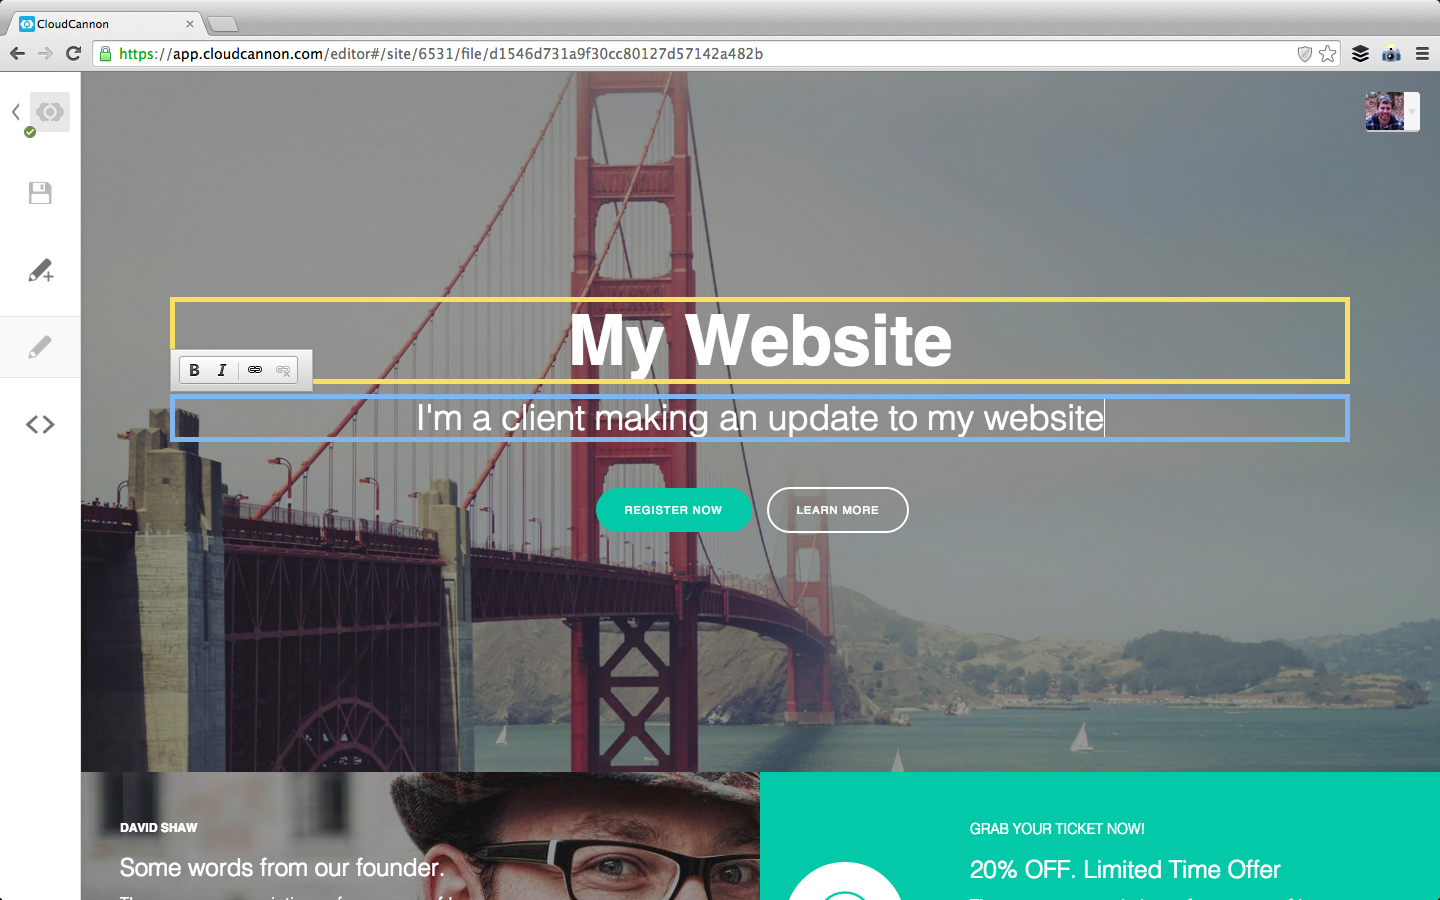 CloudCannon
https://app.cloudcannon.com/editor#/site/6531/file/d1546d731a9f30cc80127d57142a482b
My Website
B I
I'm a client making an update to my website
REGISTER NOW
LEARN MORE
DAVID SHAW
Some words from our founder.
GRAB YOUR TICKET NOW!
20% OFF. Limited Time Offer